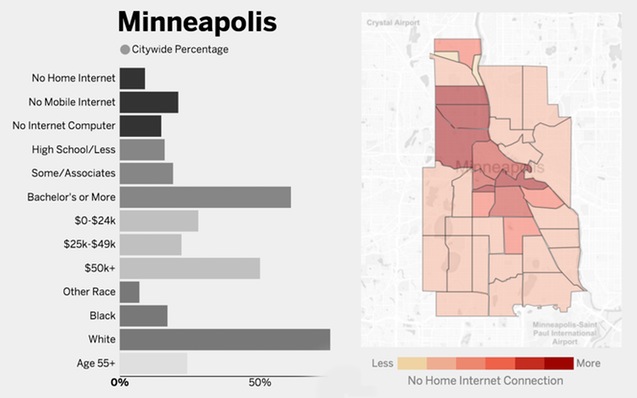 Minneapolis
Citywide Percentage
No Home Internet
No Mobile Internet
No Internet Computer
High School/Less
Some/Associates
Bachelor's or More
$0-$24k
$25k-$49k
$50k+
Other Race
Black
White
Age 55+
0%
50%
Crystal Airport
Minneapolis
Minneapolis-Saint
Paul International
Airport
Less
More
No Home Internet Connection